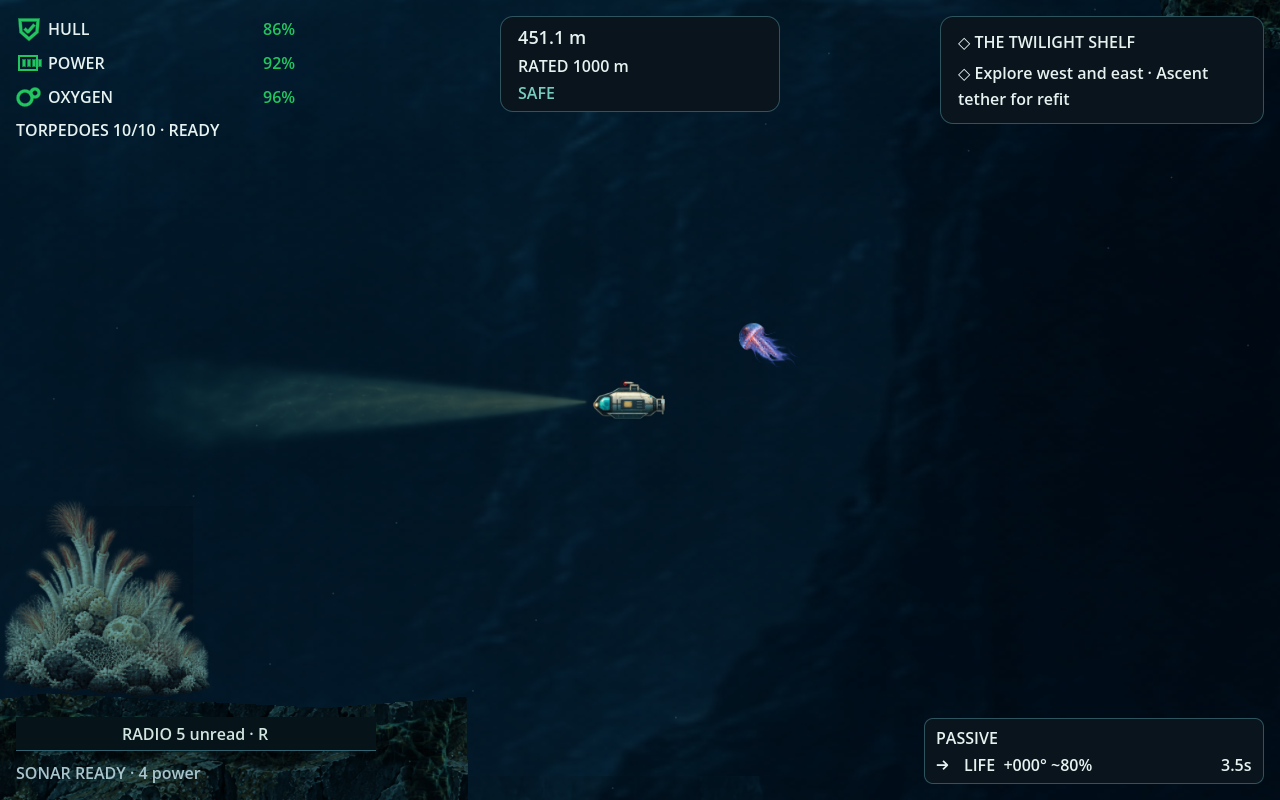 HULL 86%
POWER 92%
OXYGEN 96%
TORPEDOES 10/10 · READY
451.1 m
RATED 1000 m
SAFE
◇ THE TWILIGHT SHELF
◇ Explore west and east · Ascent
tether for refit
RADIO 5 unread · R
SONAR READY · 4 power
PASSIVE
→ LIFE +000° ~80% 3.5s